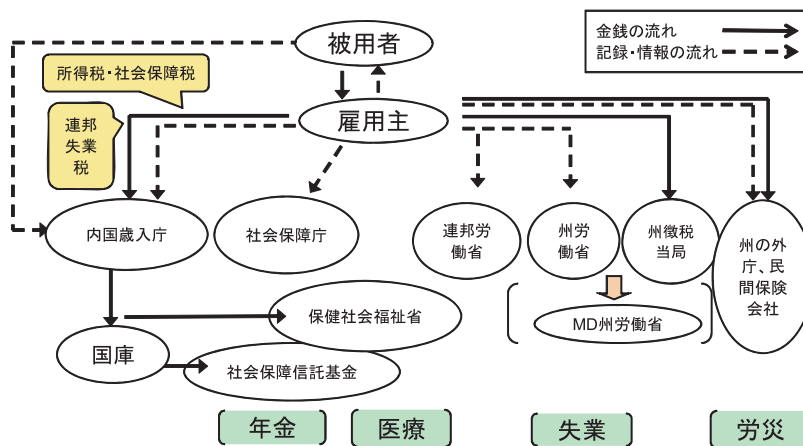 被用者
金銭の流れ
記録・情報の流れ
所得税・社会保障税
雇用主
連邦
失業
税
内国歳入庁
社会保障庁
連邦労
働省
州労
働省
州徴税
当局
州の外
庁、民
間保険
会社
保健社会福祉省
MD州労働省
国庫
社会保障信託基金
年金
医療
失業
労災